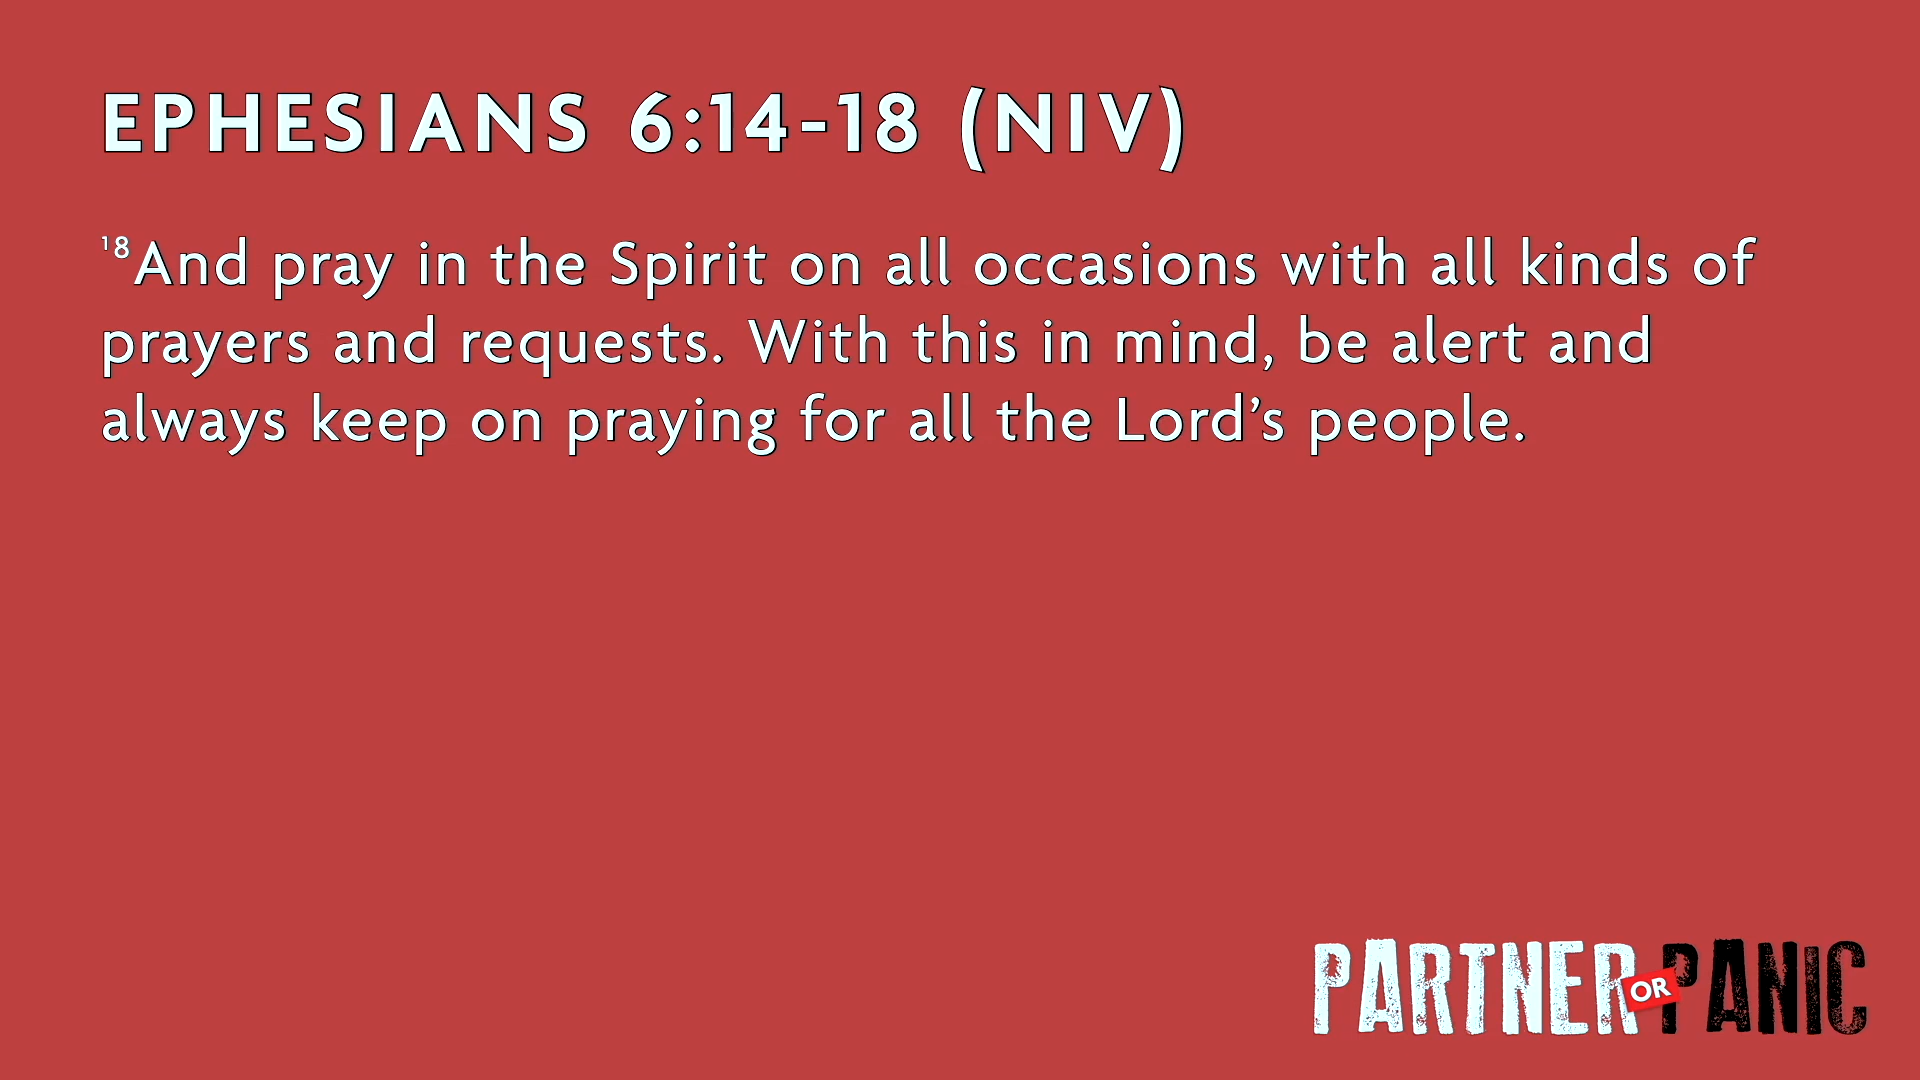 EPHESIANS 6:14-18 (NIV)
¹⁸And pray in the Spirit on all occasions with all kinds of
prayers and requests. With this in mind, be alert and
always keep on praying for all the Lord’s people.
PARTNER OR PANIC